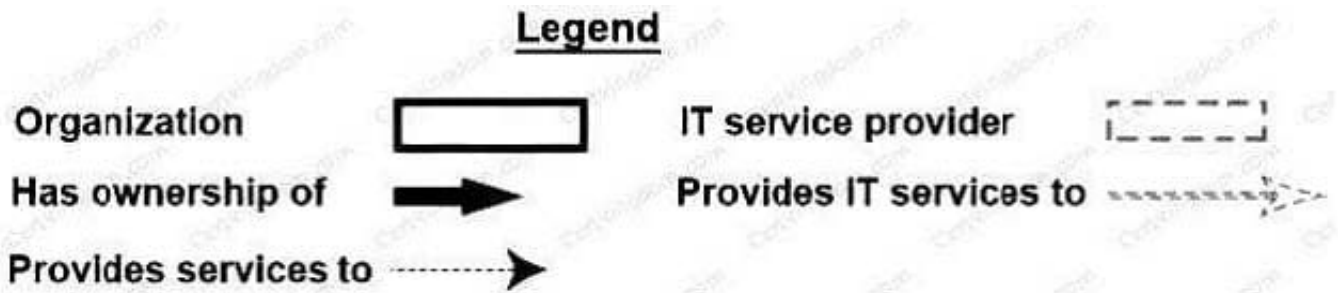 Legend
Organization
IT service provider
Has ownership of
Provides IT services to
Provides services to